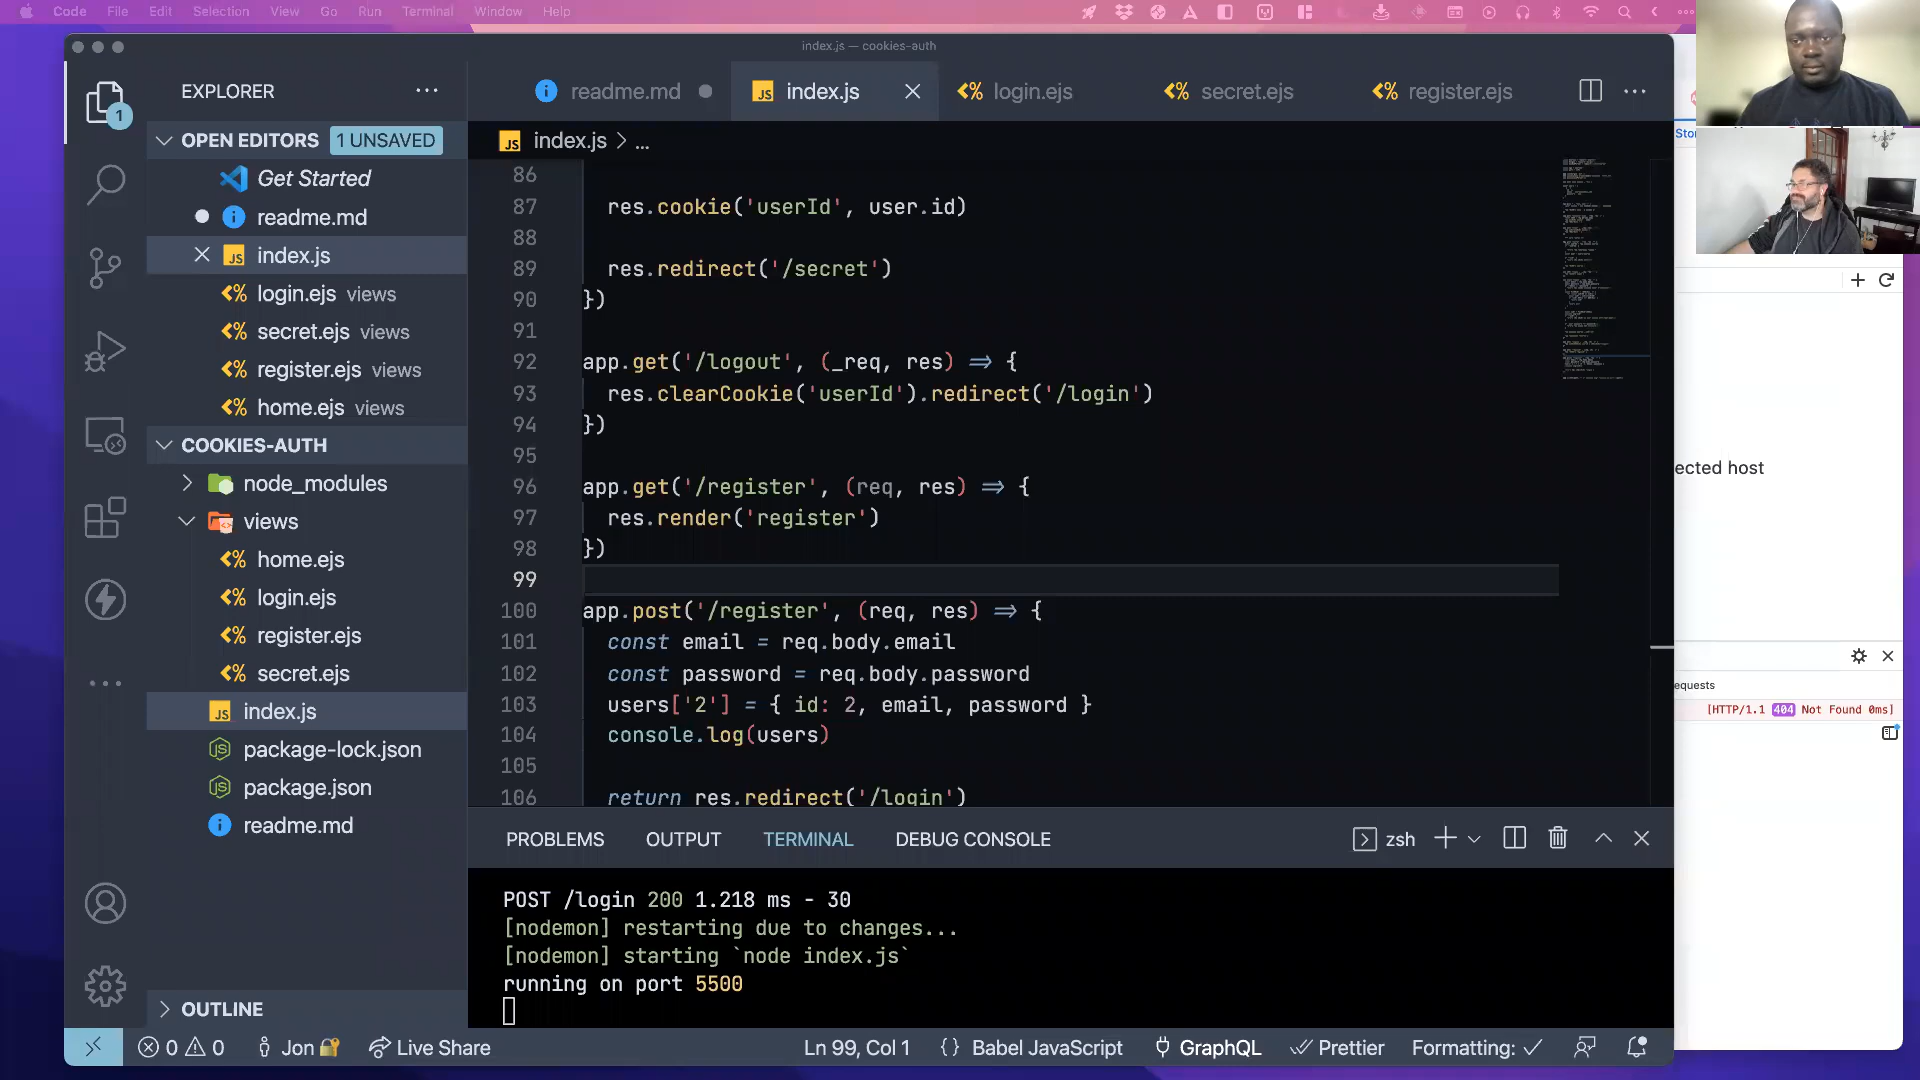 Code File Edit Selection View Go Run Terminal Window Help
index.js — cookies-auth
EXPLORER
1
OPEN EDITORS 1 UNSAVED
Get Started
readme.md
index.js
login.ejs views
secret.ejs views
register.ejs views
home.ejs views
COOKIES-AUTH
node_modules
views
home.ejs
login.ejs
register.ejs
secret.ejs
index.js
package-lock.json
package.json
readme.md
OUTLINE
readme.md index.js login.ejs secret.ejs register.ejs
index.js > ...
86
87 res.cookie('userId', user.id)
88
89 res.redirect('/secret')
90 })
91
92 app.get('/logout', (_req, res) => {
93 res.clearCookie('userId').redirect('/login')
94 })
95
96 app.get('/register', (req, res) => {
97 res.render('register')
98 })
99
100 app.post('/register', (req, res) => {
101 const email = req.body.email
102 const password = req.body.password
103 users['2'] = { id: 2, email, password }
104 console.log(users)
105
106 return res.redirect('/login')
PROBLEMS OUTPUT TERMINAL DEBUG CONSOLE zsh
POST /login 200 1.218 ms - 30
[nodemon] restarting due to changes...
[nodemon] starting `node index.js`
running on port 5500
0 0 Jon Live Share Ln 99, Col 1 {} Babel JavaScript GraphQL Prettier Formatting:
Stor
ected host
equests
[HTTP/1.1 404 Not Found 0ms]